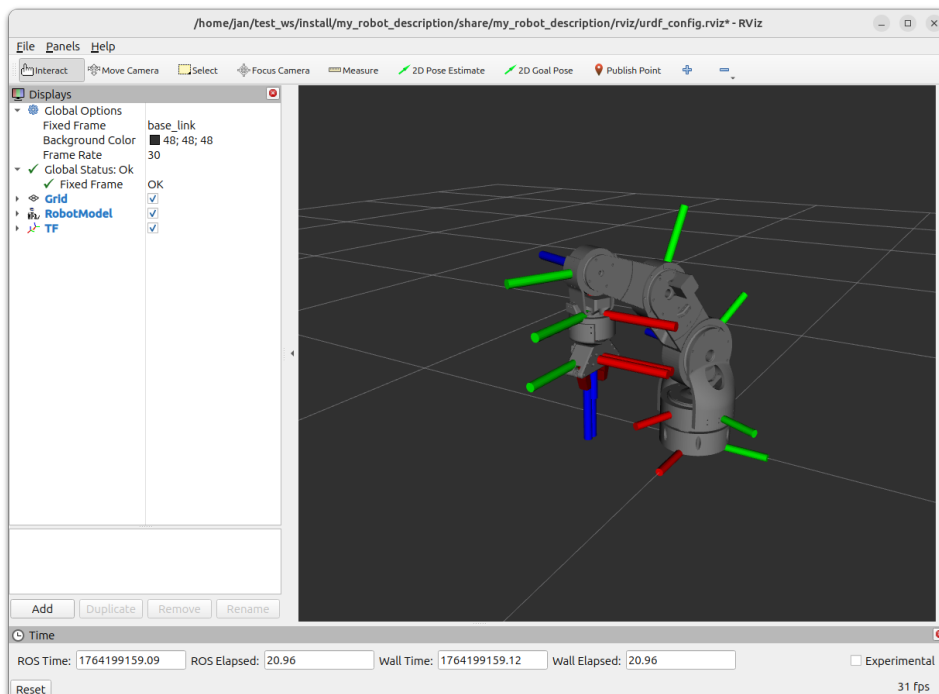 /home/jan/test_ws/install/my_robot_description/share/my_robot_description/rviz/urdf_config.rviz* - RViz
File Panels Help
Interact Move Camera Select Focus Camera Measure 2D Pose Estimate 2D Goal Pose Publish Point
Displays
Global Options
Fixed Frame base_link
Background Color 48; 48; 48
Frame Rate 30
Global Status: Ok
Fixed Frame OK
Grid
RobotModel
TF
Add Duplicate Remove Rename
Time
ROS Time: 1764199159.09 ROS Elapsed: 20.96 Wall Time: 1764199159.12 Wall Elapsed: 20.96 Experimental
Reset 31 fps